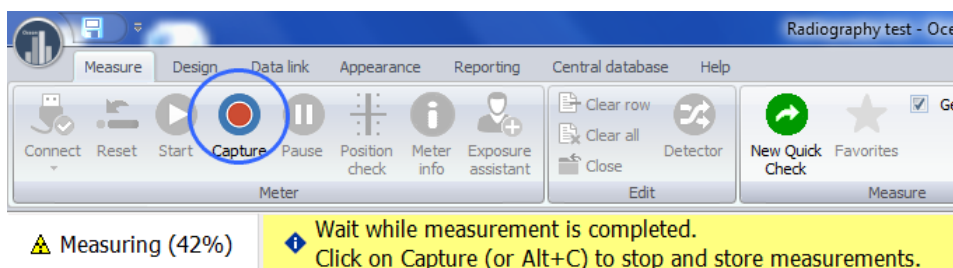 Radiography test - Oce
Measure Design Data link Appearance Reporting Central database Help
Connect Reset Start Capture Pause Position check Meter info Exposure assistant
Clear row
Clear all
Close
Detector
New Quick Check Favorites
Ge
Meter Edit Measure
Measuring (42%)
Wait while measurement is completed.
Click on Capture (or Alt+C) to stop and store measurements.